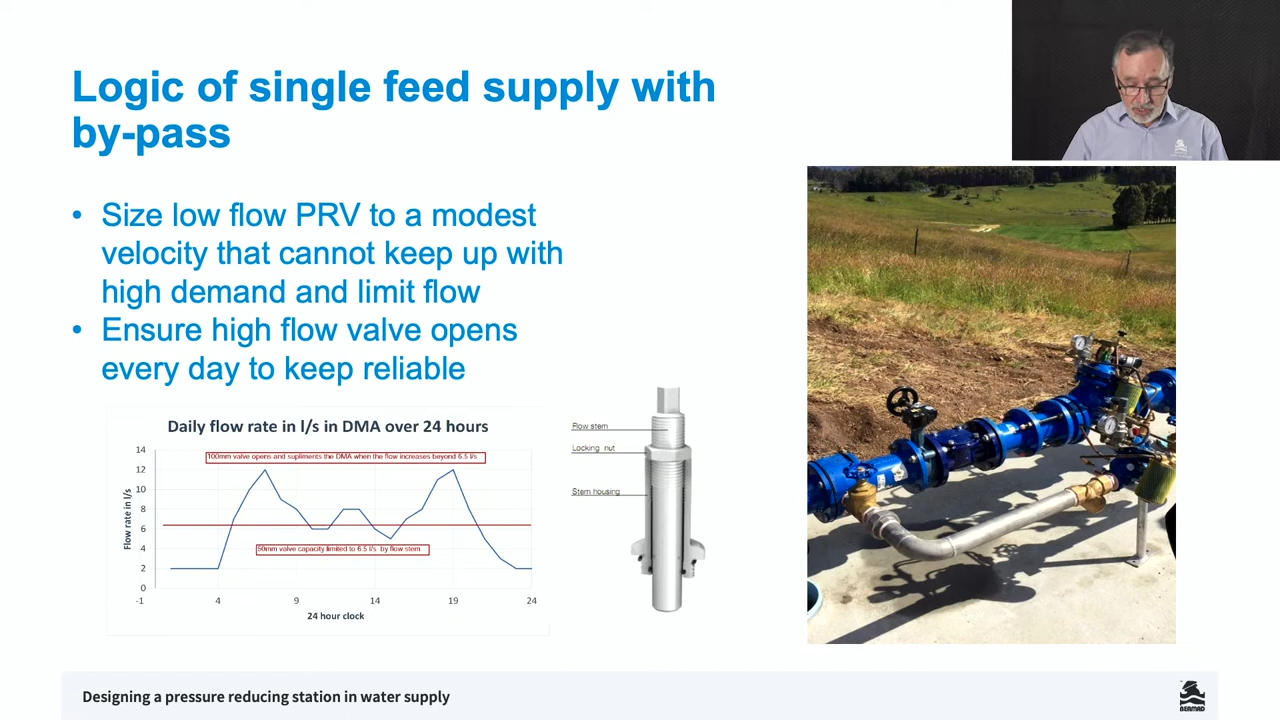 Logic of single feed supply with
by-pass
• Size low flow PRV to a modest
velocity that cannot keep up with
high demand and limit flow
• Ensure high flow valve opens
every day to keep reliable
Daily flow rate in l/s in DMA over 24 hours
100mm valve opens and supliments the DMA when the flow increases beyond 6.5 l/s
50mm valve capacity limited to 6.5 l/s by flow stem
Flow rate in l/s
14
12
10
8
6
4
2
0
-1
4
9
14
19
24
24 hour clock
Flow stem
Locking nut
Stem housing
Designing a pressure reducing station in water supply
BERMAD